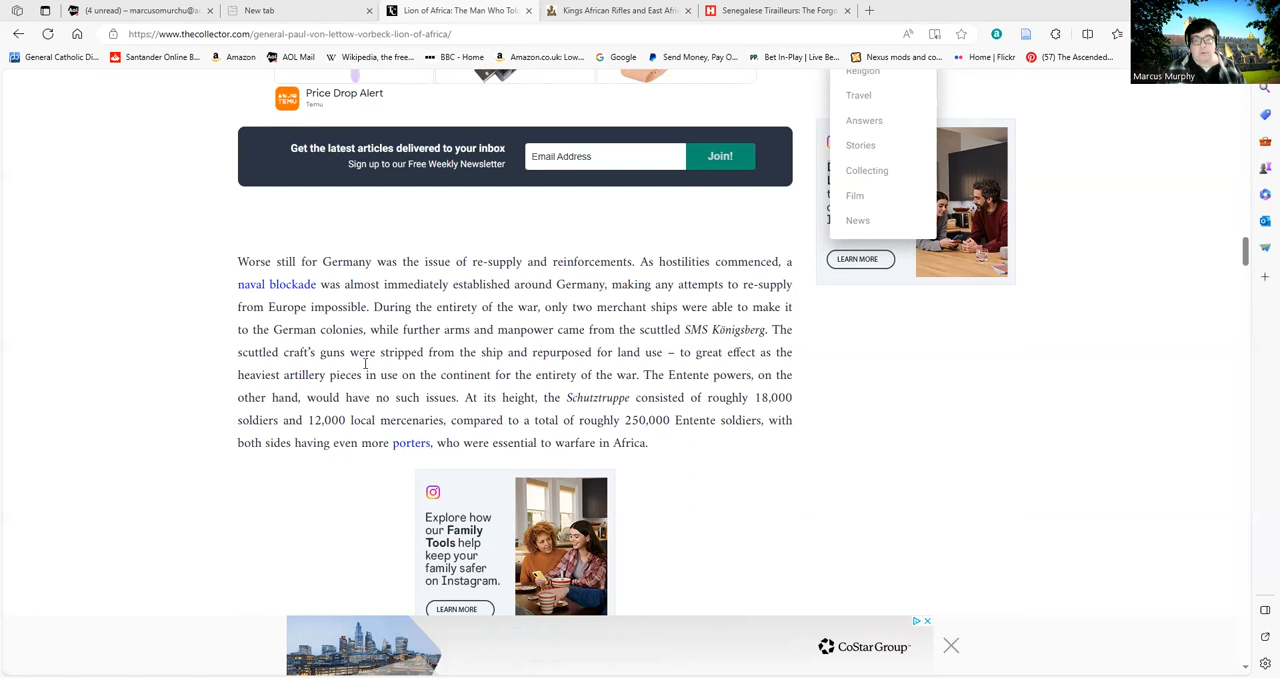 (4 unread) – marcusomurchu@a
New tab
Lion of Africa: The Man Who Tol
Kings African Rifles and East Afri
Senegalese Tirailleurs: The Forgo
https://www.thecollector.com/general-paul-von-lettow-vorbeck-lion-of-africa/
General Catholic Di...
Santander Online B...
Amazon
AOL Mail
Wikipedia, the free...
BBC - Home
Amazon.co.uk: Low...
Google
Send Money, Pay O...
Bet In-Play | Live Be...
Nexus mods and co...
Home | Flickr
(57) The Ascended...
Marcus Murphy
Religion
Travel
Answers
Stories
Collecting
Film
News
LEARN MORE
Price Drop Alert
Temu
Get the latest articles delivered to your inbox
Sign up to our Free Weekly Newsletter
Email Address
Join!
Worse still for Germany was the issue of re-supply and reinforcements. As hostilities commenced, a
naval blockade was almost immediately established around Germany, making any attempts to re-supply
from Europe impossible. During the entirety of the war, only two merchant ships were able to make it
to the German colonies, while further arms and manpower came from the scuttled SMS Königsberg. The
scuttled craft's guns were stripped from the ship and repurposed for land use – to great effect as the
heaviest artillery pieces in use on the continent for the entirety of the war. The Entente powers, on the
other hand, would have no such issues. At its height, the Schutztruppe consisted of roughly 18,000
soldiers and 12,000 local mercenaries, compared to a total of roughly 250,000 Entente soldiers, with
both sides having even more porters, who were essential to warfare in Africa.
Explore how
our Family
Tools help
keep your
family safer
on Instagram.
LEARN MORE
CoStarGroup